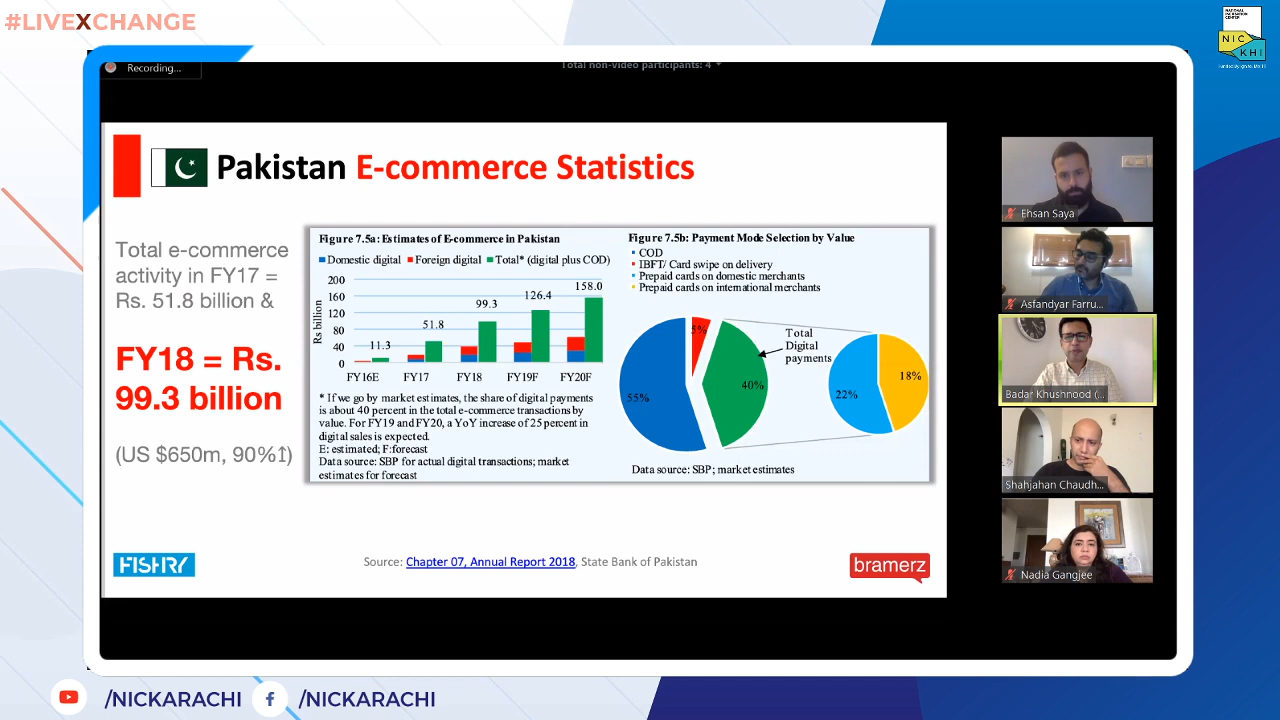 #LIVEXCHANGE
NATIONAL
INCUBATION
CENTER
NIC
KHI
Recording...
Total non-video participants: 4
Pakistan E-commerce Statistics
Total e-commerce
activity in FY17 =
Rs. 51.8 billion &
FY18 = Rs.
99.3 billion
(US $650m, 90%↥)
Figure 7.5a: Estimates of E-commerce in Pakistan
Domestic digital Foreign digital Total* (digital plus COD)
Rs billion
200
160
120
80
40
0
11.3
51.8
99.3
126.4
158.0
FY16E FY17 FY18 FY19F FY20F
* If we go by market estimates, the share of digital payments
is about 40 percent in the total e-commerce transactions by
value. For FY19 and FY20, a YoY increase of 25 percent in
digital sales is expected.
E: estimated; F:forecast
Data source: SBP for actual digital transactions; market
estimates for forecast
Figure 7.5b: Payment Mode Selection by Value
COD
IBFT/ Card swipe on delivery
Prepaid cards on domestic merchants
Prepaid cards on international merchants
5%
55%
40%
Total
Digital
payments
22%
18%
Data source: SBP; market estimates
FISHRY
Source: Chapter 07, Annual Report 2018, State Bank of Pakistan
bramerz
Ehsan Saya
Asfandyar Farru...
Badar Khushnood (...
Shahjahan Chaudh...
Nadia Gangjee
/NICKARACHI
/NICKARACHI